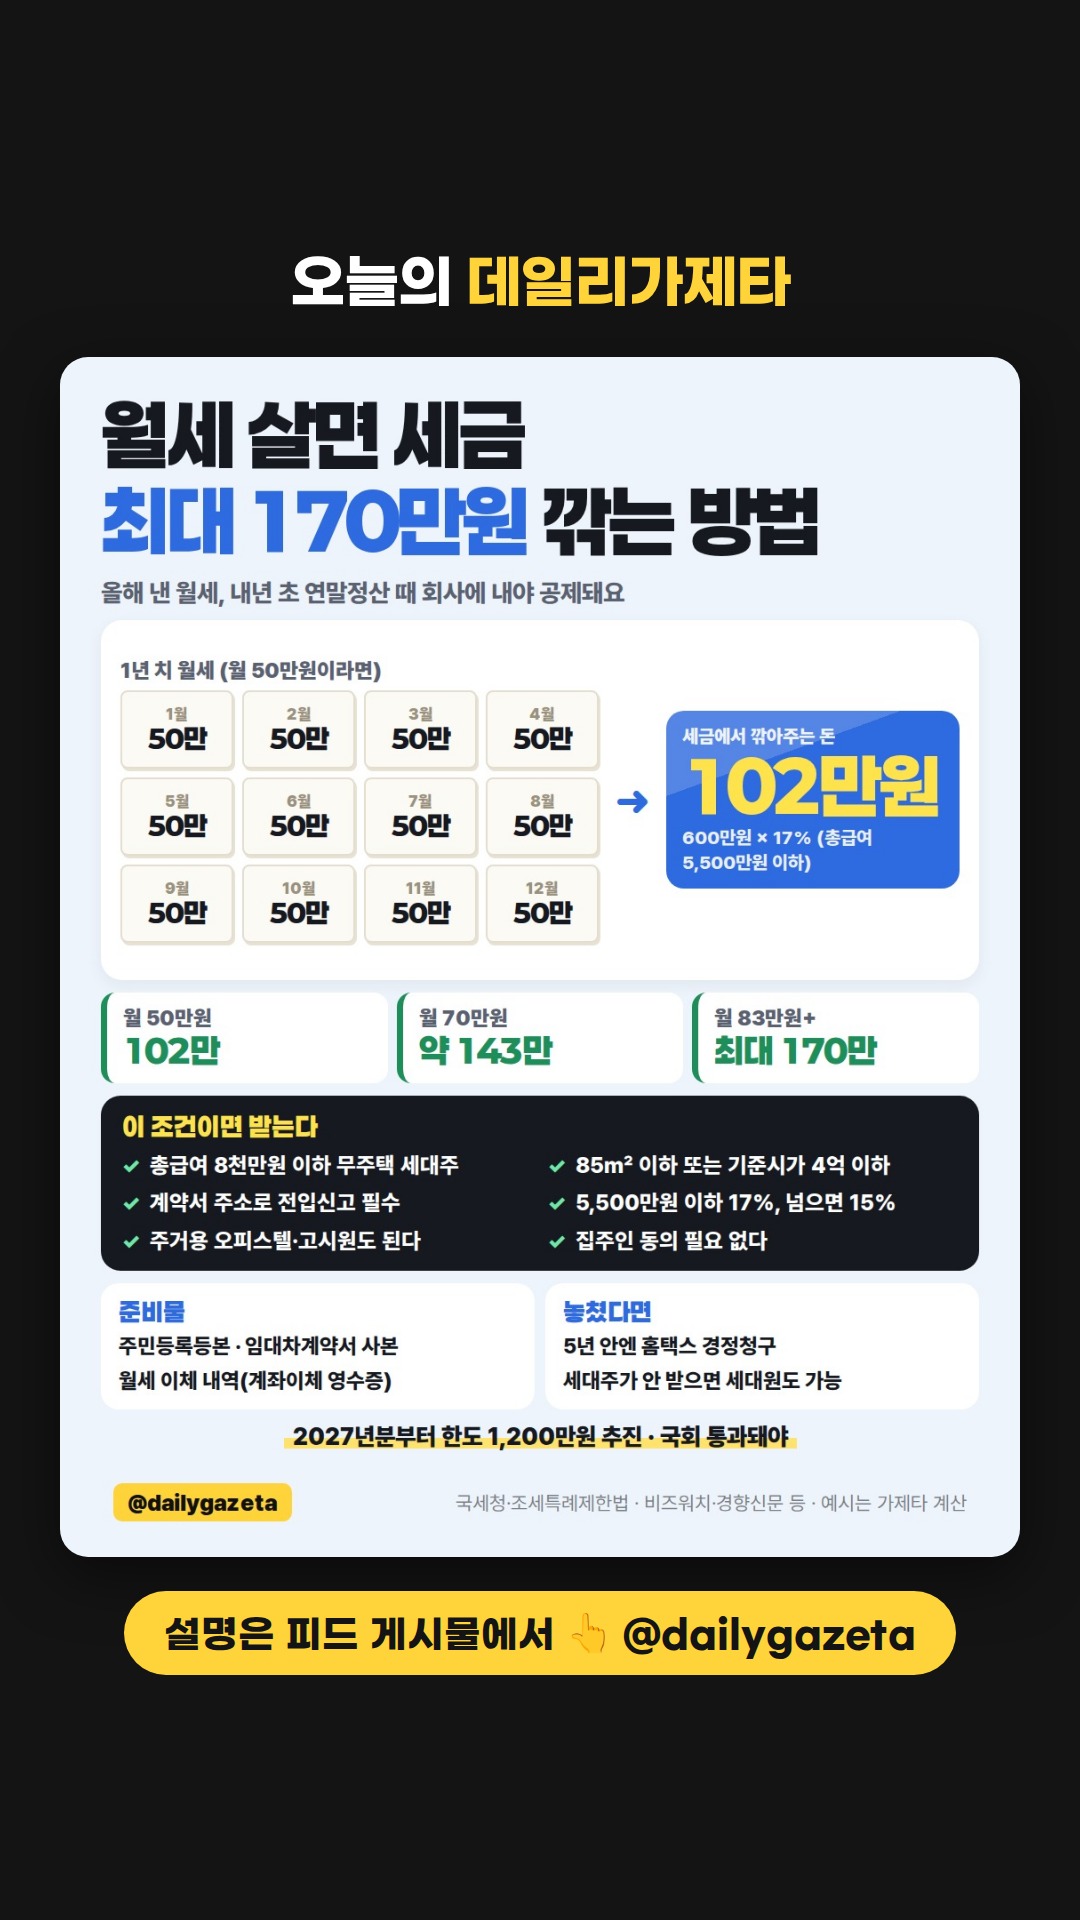 오늘의 데일리가제타
월세 살면 세금
최대 170만원 깎는 방법
올해 낸 월세, 내년 초 연말정산 때 회사에 내야 공제돼요
1년 치 월세 (월 50만원이라면)
1월 2월 3월 4월
50만 50만 50만 50만
5월 6월 7월 8월
50만 50만 50만 50만
9월 10월 11월 12월
50만 50만 50만 50만
➜
세금에서 깎아주는 돈
102만원
600만원 × 17% (총급여
5,500만원 이하)
월 50만원
102만
월 70만원
약 143만
월 83만원+
최대 170만
이 조건이면 받는다
✓ 총급여 8천만원 이하 무주택 세대주
✓ 85m² 이하 또는 기준시가 4억 이하
✓ 계약서 주소로 전입신고 필수
✓ 5,500만원 이하 17%, 넘으면 15%
✓ 주거용 오피스텔·고시원도 된다
✓ 집주인 동의 필요 없다
준비물
주민등록등본 · 임대차계약서 사본
월세 이체 내역(계좌이체 영수증)
놓쳤다면
5년 안엔 홈택스 경정청구
세대주가 안 받으면 세대원도 가능
2027년분부터 한도 1,200만원 추진 · 국회 통과돼야
@dailygazeta
국세청·조세특례제한법 · 비즈워치·경향신문 등 · 예시는 가제타 계산
설명은 피드 게시물에서 👆 @dailygazeta